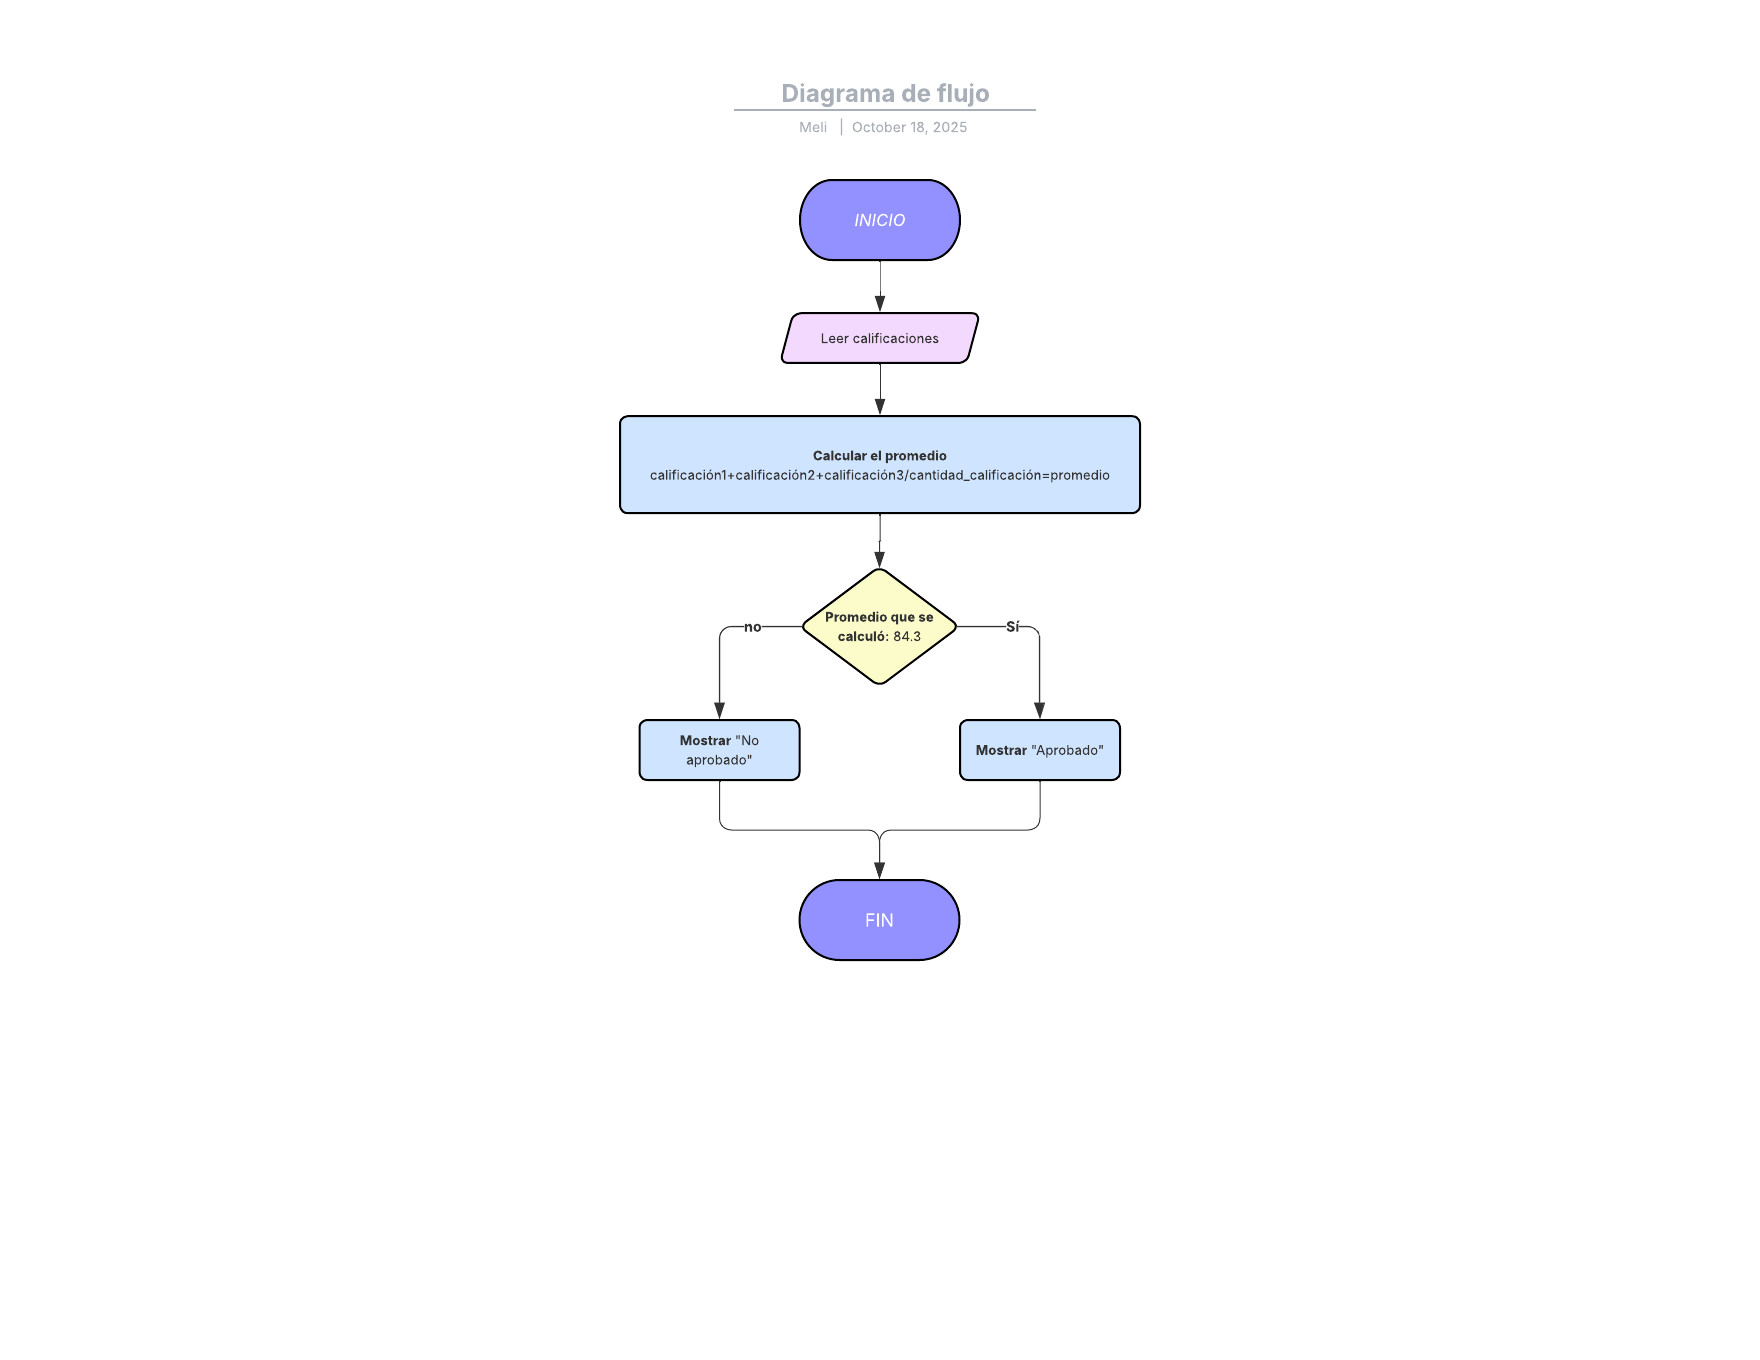 Diagrama de flujo
Meli | October 18, 2025
INICIO
Leer calificaciones
Calcular el promedio
calificación1+calificación2+calificación3/cantidad_calificación=promedio
Promedio que se
calculó: 84.3
no
Sí
Mostrar "No
aprobado"
Mostrar "Aprobado"
FIN